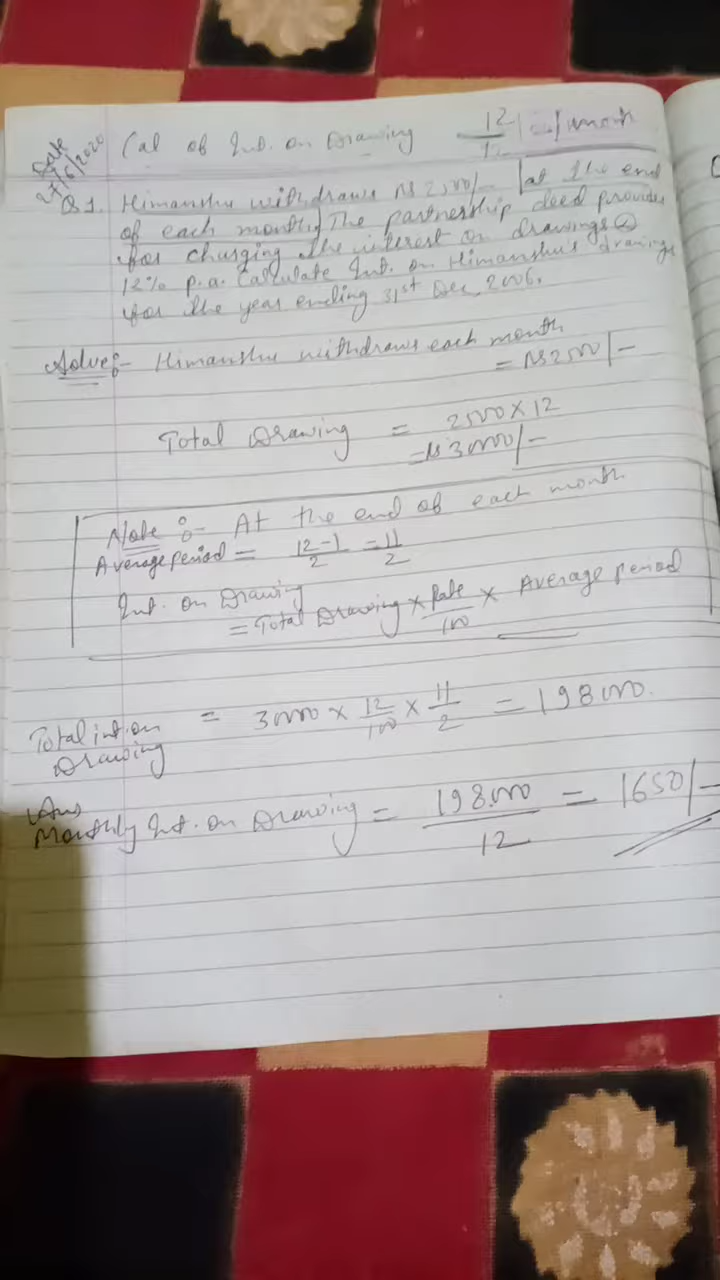 Date 27/6/2020
Cal of Int. on Drawing 12/12 = 1/month
Q1. Himanshu withdraws Rs 2500/- [at the end
of each month] The partnership deed provides
for charging the interest on drawings @
12% p.a. Calculate Int. on Himanshu's drawings
for the year ending 31st Dec, 2006.
Solve:- Himanshu withdraws each month
= Rs 2500/-
Total Drawing = 2500 × 12
= Rs 30000/-
Note :- At the end of each month
Average period = 12-1/2 = 11/2
Int. on Drawing
= Total Drawing × Rate/100 × Average period
Total int on Drawing = 30000 × 12/100 × 11/2 = 198000.
Ans
Monthly Int. on Drawing = 198000/12 = 1650/-